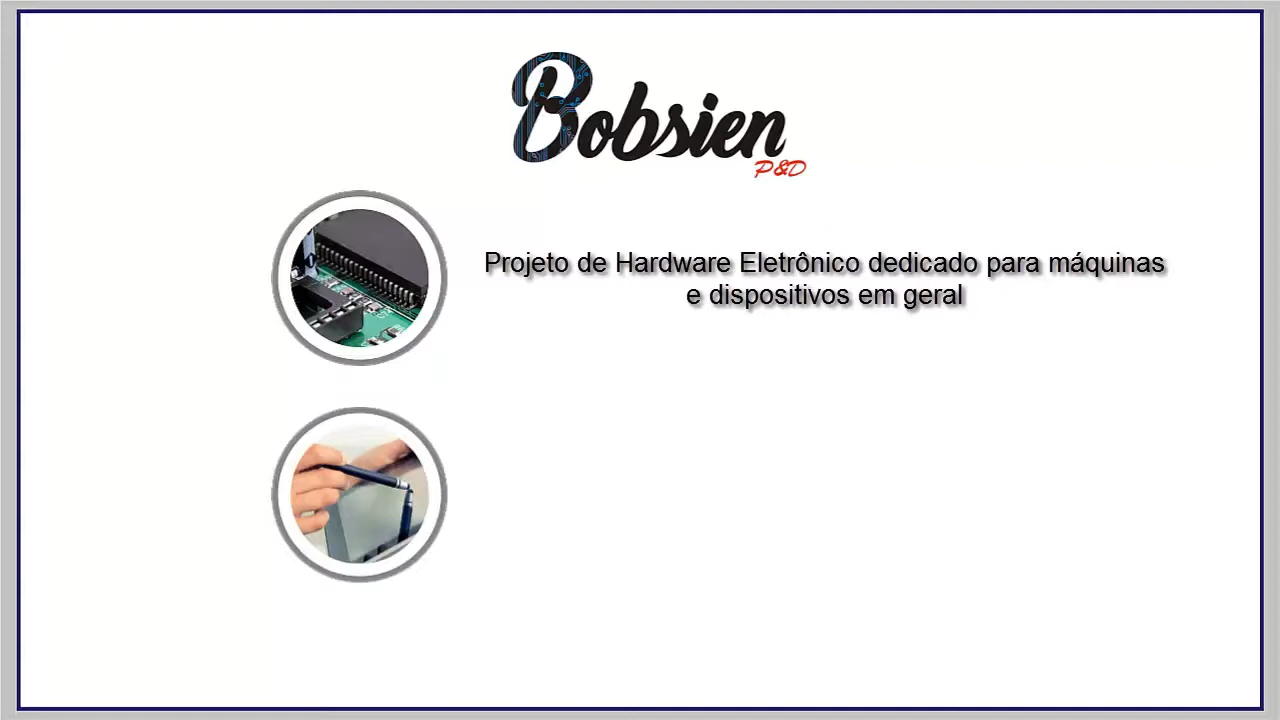 Bobsien
P&D
Projeto de Hardware Eletrônico dedicado para máquinas
e dispositivos em geral